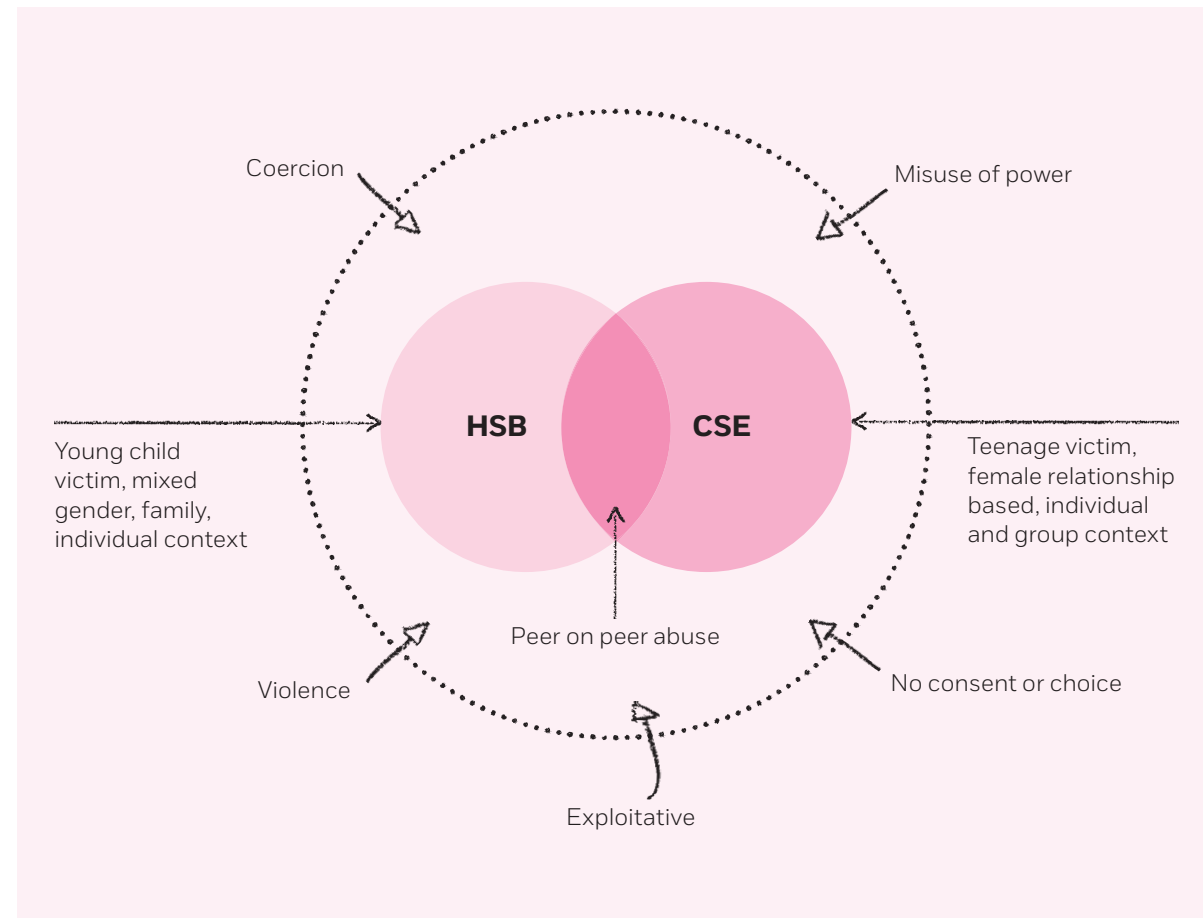 Coercion
Misuse of power
HSB
CSE
Young child
victim, mixed
gender, family,
individual context
Teenage victim,
female relationship
based, individual
and group context
Peer on peer abuse
Violence
No consent or choice
Exploitative